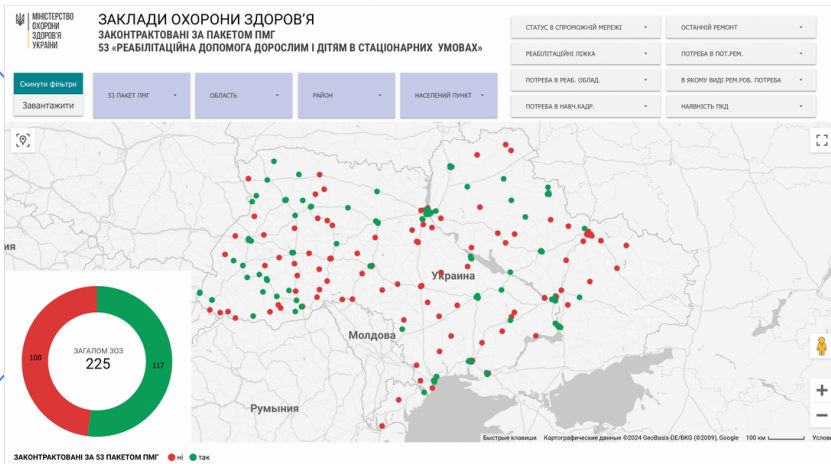 МІНІСТЕРСТВО
ОХОРОНИ
ЗДОРОВ'Я
УКРАЇНИ
ЗАКЛАДИ ОХОРОНИ ЗДОРОВ'Я
ЗАКОНТРАКТОВАНІ ЗА ПАКЕТОМ ПМГ
53 «РЕАБІЛІТАЦІЙНА ДОПОМОГА ДОРОСЛИМ І ДІТЯМ В СТАЦІОНАРНИХ УМОВАХ»
СТАТУС В СПРОМОЖНІЙ МЕРЕЖІ
ОСТАННІЙ РЕМОНТ
РЕАБІЛІТАЦІЙНІ ЛІЖКА
ПОТРЕБА В ПОТ.РЕМ.
ПОТРЕБА В РЕАБ. ОБЛАД.
В ЯКОМУ ВИДІ РЕМ.РОБ. ПОТРЕБА
ПОТРЕБА В НАВЧ.КАДР.
НАЯВНІСТЬ ПКД
Скинути фільтри
Завантажити
53 ПАКЕТ ПМГ
ОБЛАСТЬ
РАЙОН
НАСЕЛЕНИЙ ПУНКТ
ия
Украина
Молдова
Румыния
108
ЗАГАЛОМ ЗОЗ
225
117
Быстрые клавиши
Картографические данные ©2024 GeoBasis-DE/BKG (©2009), Google
100 км
Услов
ЗАКОНТРАКТОВАНІ ЗА 53 ПАКЕТОМ ПМГ ні так